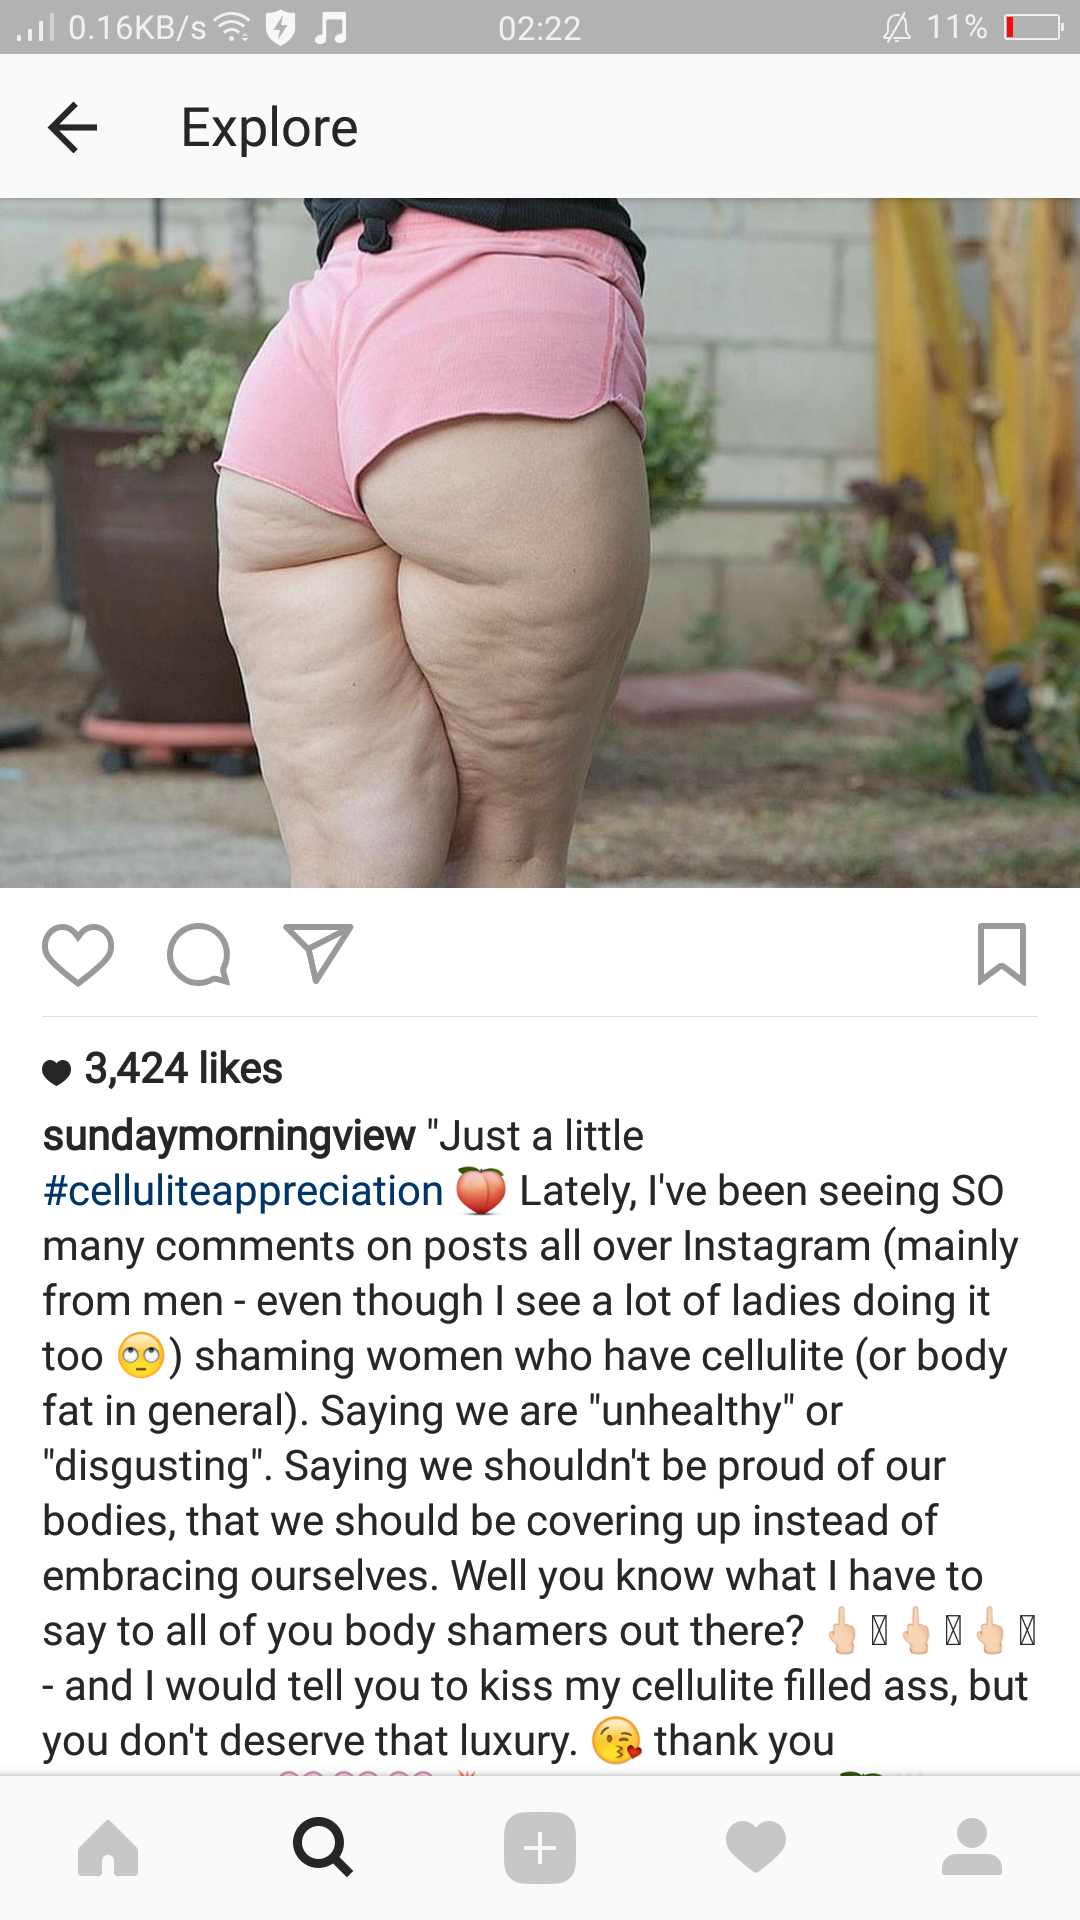 0.16KB/s 02:22 11%
Explore
3,424 likes
sundaymorningview "Just a little
#celluliteappreciation 🍑 Lately, I've been seeing SO
many comments on posts all over Instagram (mainly
from men - even though I see a lot of ladies doing it
too 🙄) shaming women who have cellulite (or body
fat in general). Saying we are "unhealthy" or
"disgusting". Saying we shouldn't be proud of our
bodies, that we should be covering up instead of
embracing ourselves. Well you know what I have to
say to all of you body shamers out there? 🖕🏻🖕🏻🖕🏻
- and I would tell you to kiss my cellulite filled ass, but
you don't deserve that luxury. 😘 thank you